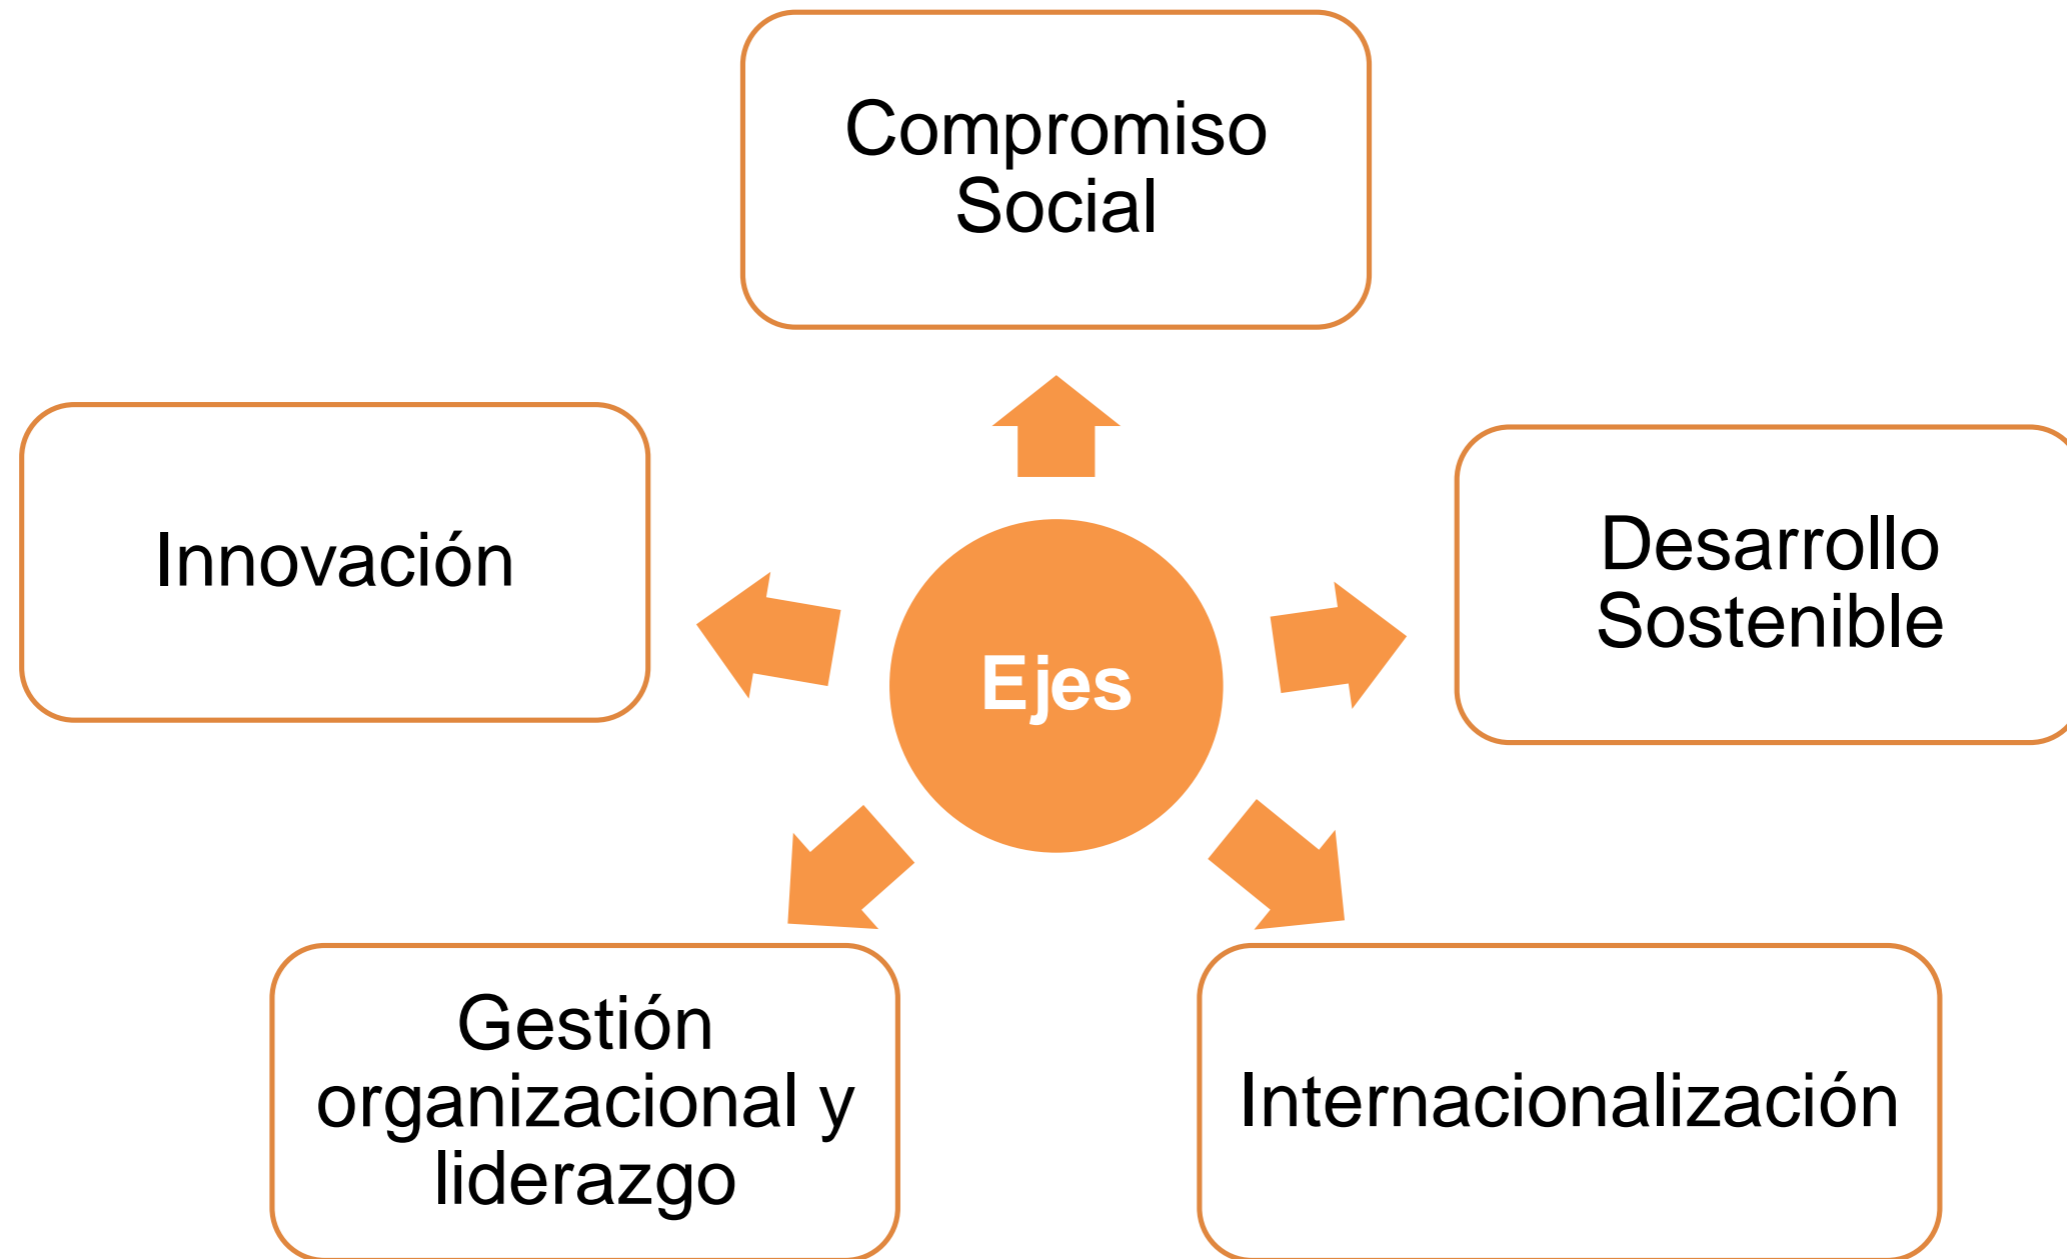 Compromiso
Social
Innovación
Desarrollo
Sostenible
Ejes
Gestión
organizacional y
liderazgo
Internacionalización